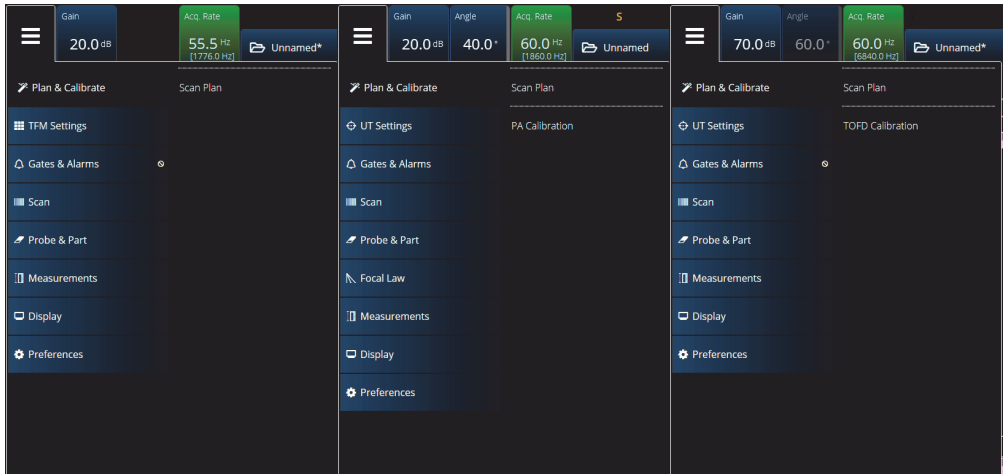 Gain
Acq. Rate
20.0 dB
55.5 Hz
[1776.0 Hz]
Unnamed*
Plan & Calibrate
Scan Plan
TFM Settings
Gates & Alarms
Scan
Probe & Part
Measurements
Display
Preferences
Gain
Angle
Acq. Rate
S
20.0 dB
40.0 °
60.0 Hz
[1860.0 Hz]
Unnamed
Plan & Calibrate
Scan Plan
UT Settings
PA Calibration
Gates & Alarms
Scan
Probe & Part
Focal Law
Measurements
Display
Preferences
Gain
Angle
Acq. Rate
70.0 dB
60.0 °
60.0 Hz
[6840.0 Hz]
Unnamed*
Plan & Calibrate
Scan Plan
UT Settings
TOFD Calibration
Gates & Alarms
Scan
Probe & Part
Measurements
Display
Preferences